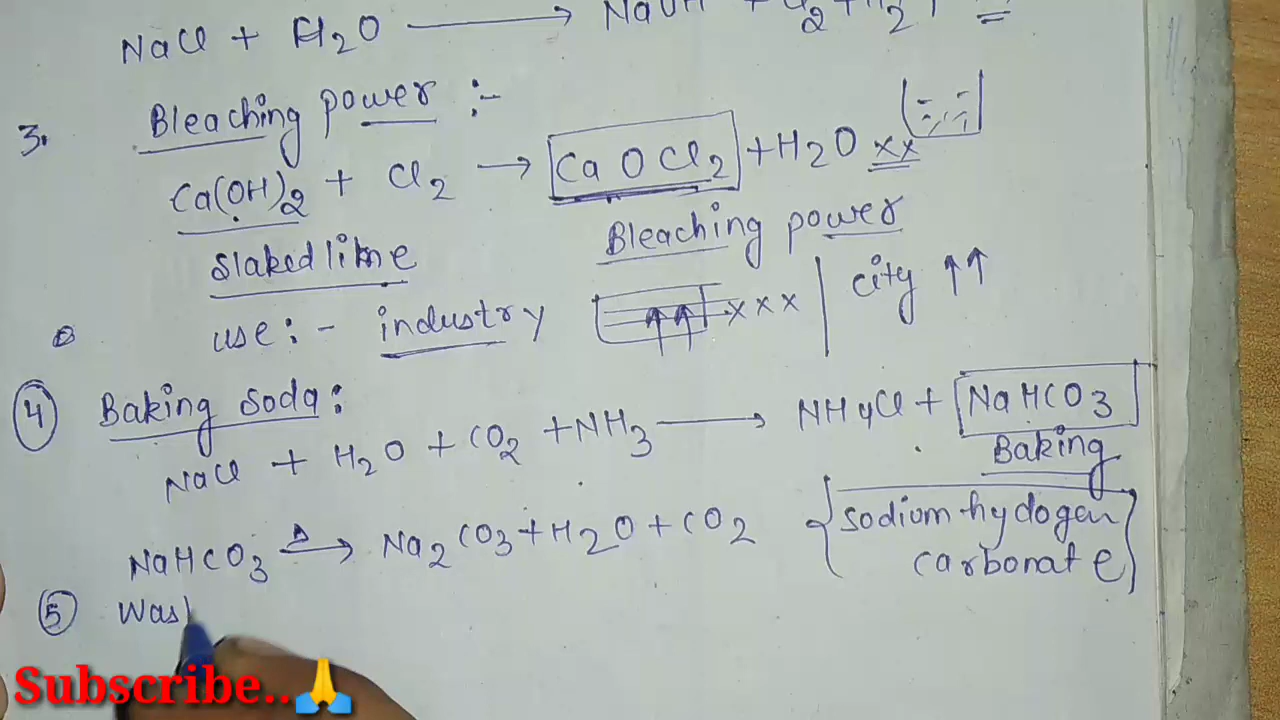 NaCl + H2O ⟶ NaOH + Cl2 + H2↑
3. Bleaching power :-
Ca(OH)2 + Cl2 → CaOCl2 + H2O xx
Slaked lime
Bleaching power
use:- industry xxx | city ↑↑
④ Baking Soda:
NaCl + H2O + CO2 + NH3 ⟶ NH4Cl + NaHCO3
Baking
NaHCO3 →Δ Na2CO3 + H2O + CO2
{sodium hydogen
carbonate}
⑤ Wash
Subscribe..🙏